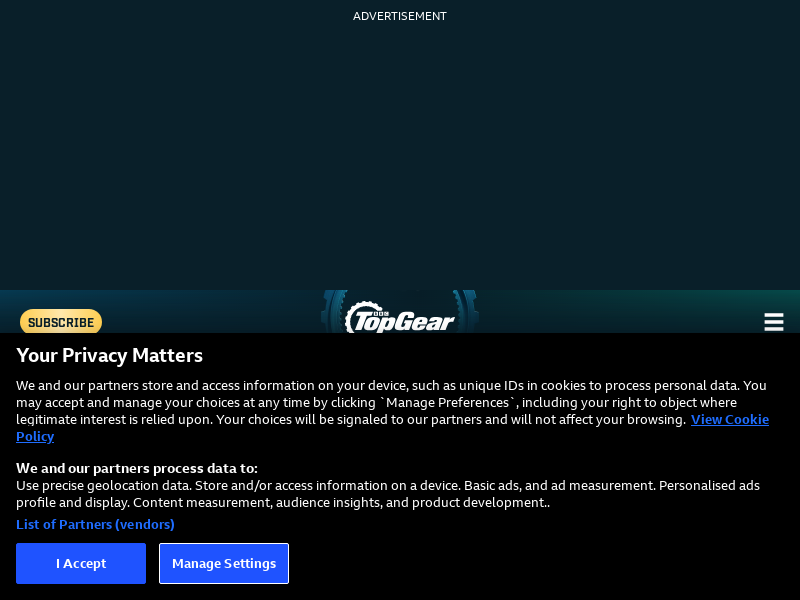 ADVERTISEMENT
SUBSCRIBE
BBC
TopGear
Your Privacy Matters
We and our partners store and access information on your device, such as unique IDs in cookies to process personal data. You
may accept and manage your choices at any time by clicking `Manage Preferences`, including your right to object where
legitimate interest is relied upon. Your choices will be signaled to our partners and will not affect your browsing. View Cookie
Policy
We and our partners process data to:
Use precise geolocation data. Store and/or access information on a device. Basic ads, and ad measurement. Personalised ads
profile and display. Content measurement, audience insights, and product development..
List of Partners (vendors)
I Accept
Manage Settings